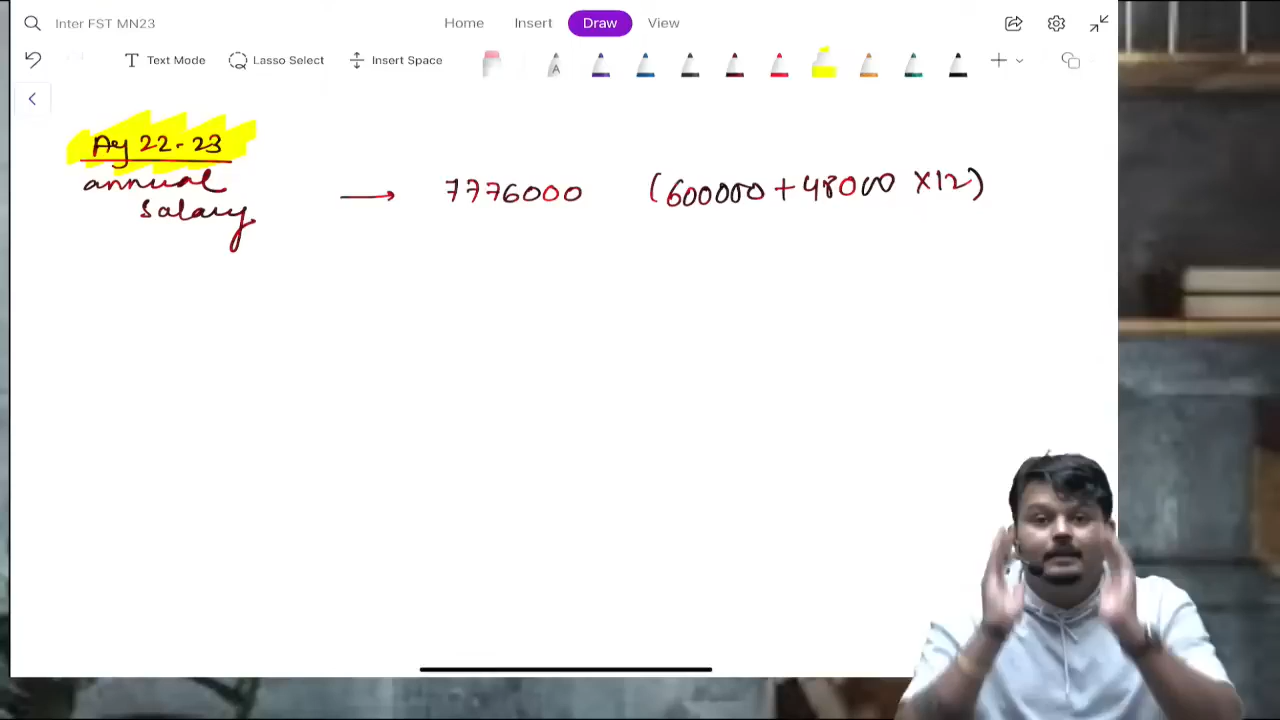 Inter FST MN23
Home Insert Draw View
Text Mode Lasso Select Insert Space
A
Ay 22-23
annual → 7776000 (600000 + 48000 X12)
salary